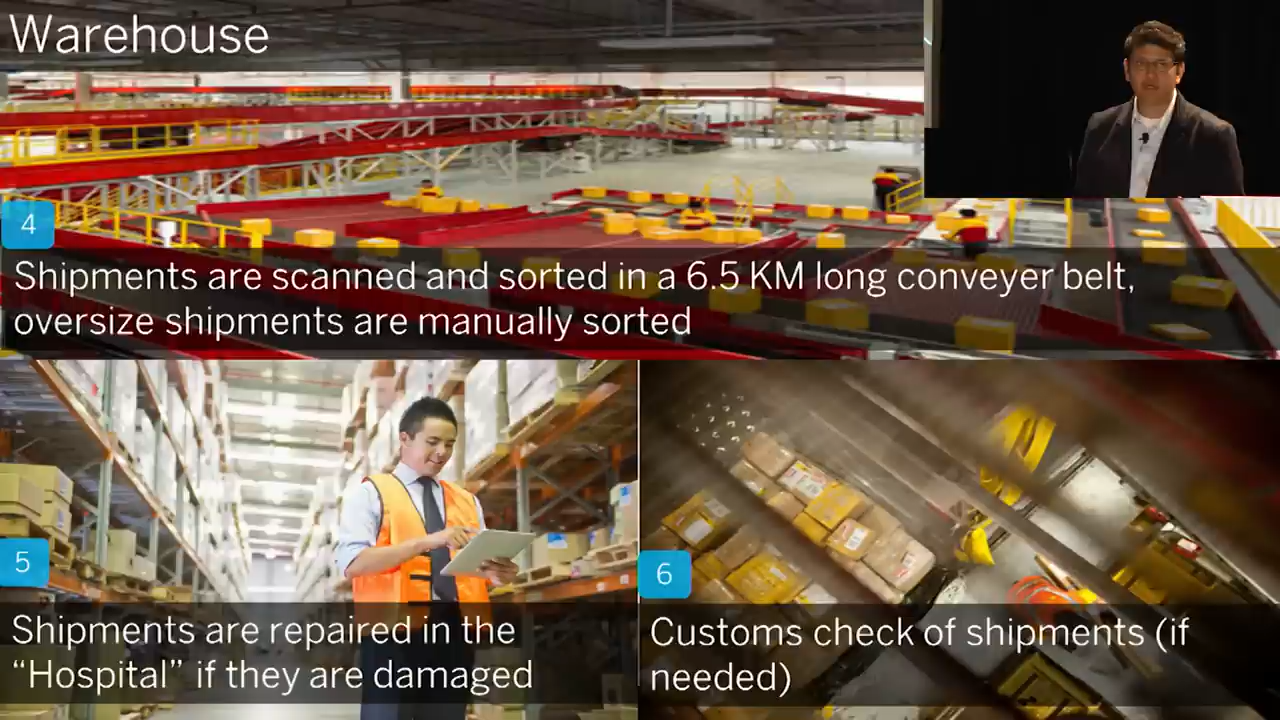 Warehouse
4
Shipments are scanned and sorted in a 6.5 KM long conveyer belt,
oversize shipments are manually sorted
5
Shipments are repaired in the
“Hospital” if they are damaged
6
Customs check of shipments (if
needed)